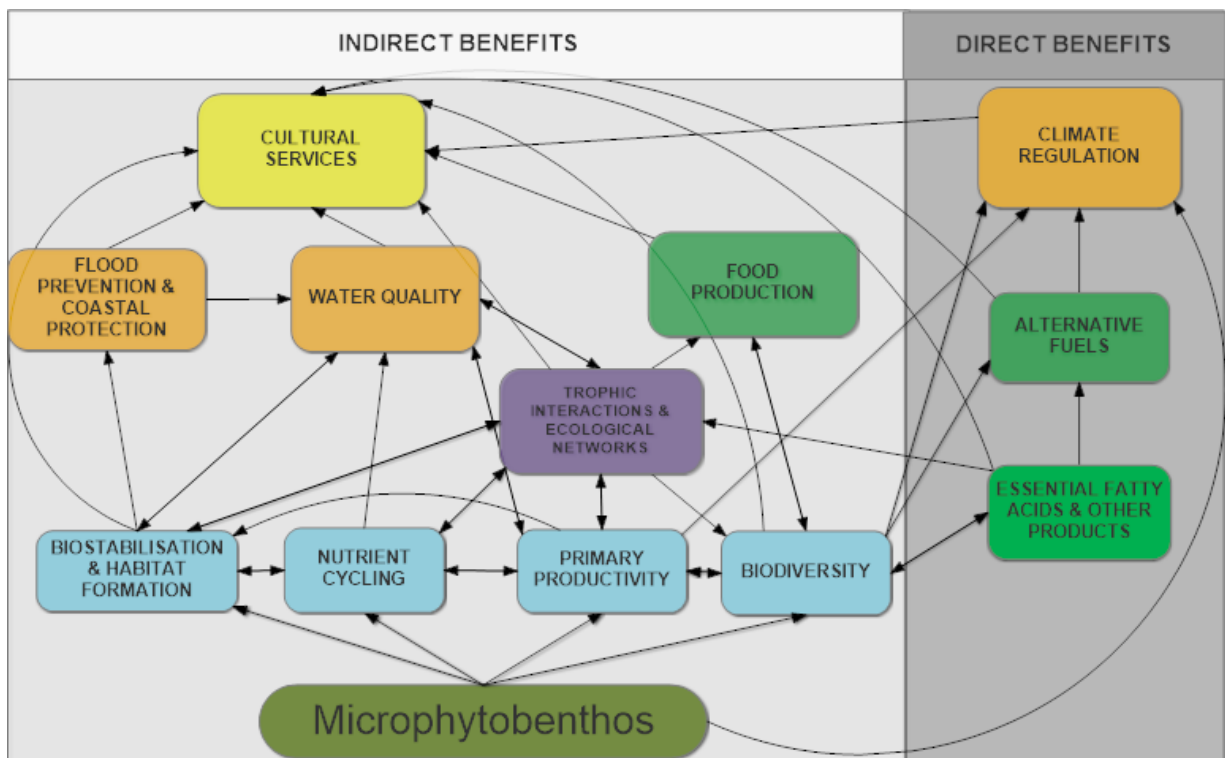 INDIRECT BENEFITS
DIRECT BENEFITS
CULTURAL
SERVICES
CLIMATE
REGULATION
FLOOD
PREVENTION &
COASTAL
PROTECTION
WATER QUALITY
FOOD
PRODUCTION
ALTERNATIVE
FUELS
TROPHIC
INTERACTIONS &
ECOLOGICAL
NETWORKS
ESSENTIAL FATTY
ACIDS & OTHER
PRODUCTS
BIOSTABILISATION
& HABITAT
FORMATION
NUTRIENT
CYCLING
PRIMARY
PRODUCTIVITY
BIODIVERSITY
Microphytobenthos